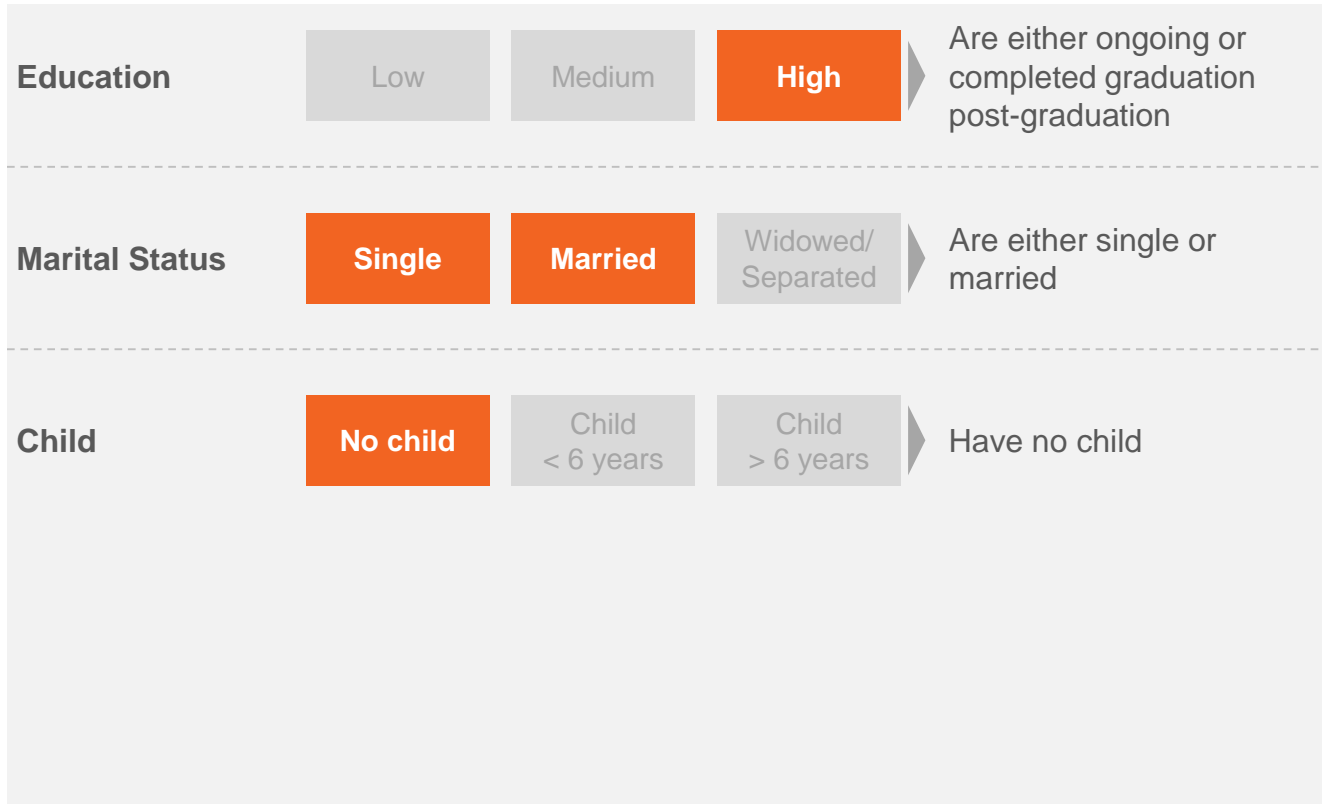 Education
Low
Medium
High
Are either ongoing or
completed graduation
post-graduation
Marital Status
Single
Married
Widowed/
Separated
Are either single or
married
Child
No child
Child
< 6 years
Child
> 6 years
Have no child